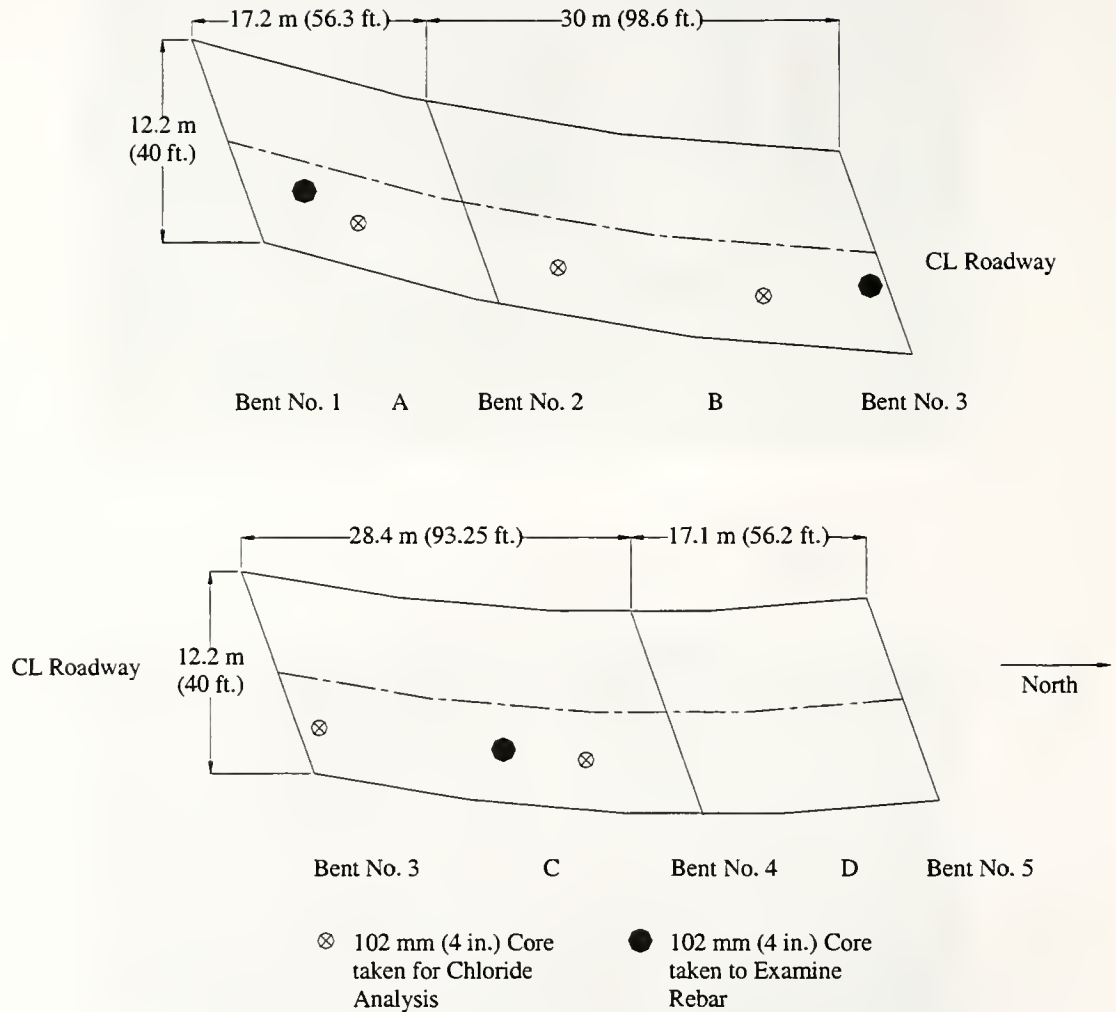 17.2 m (56.3 ft.)
30 m (98.6 ft.)
12.2 m
(40 ft.)
CL Roadway
Bent No. 1
A
Bent No. 2
B
Bent No. 3
28.4 m (93.25 ft.)
17.1 m (56.2 ft.)
CL Roadway
12.2 m
(40 ft.)
North
Bent No. 3
C
Bent No. 4
D
Bent No. 5
102 mm (4 in.) Core
taken for Chloride
Analysis
102 mm (4 in.) Core
taken to Examine
Rebar